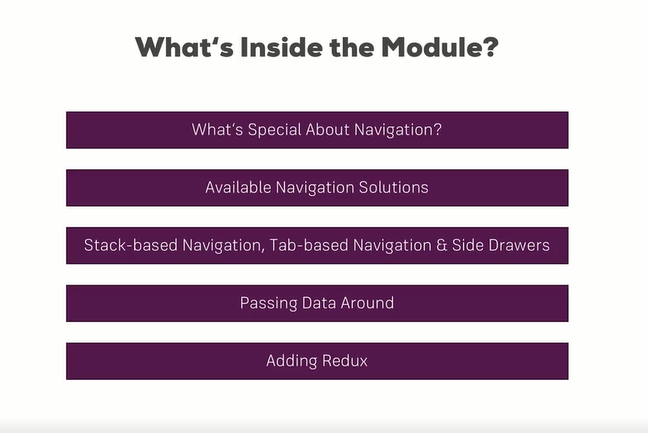 What‘s Inside the Module?
What’s Special About Navigation?
Available Navigation Solutions
Stack-based Navigation, Tab-based Navigation & Side Drawers
Passing Data Around
Adding Redux